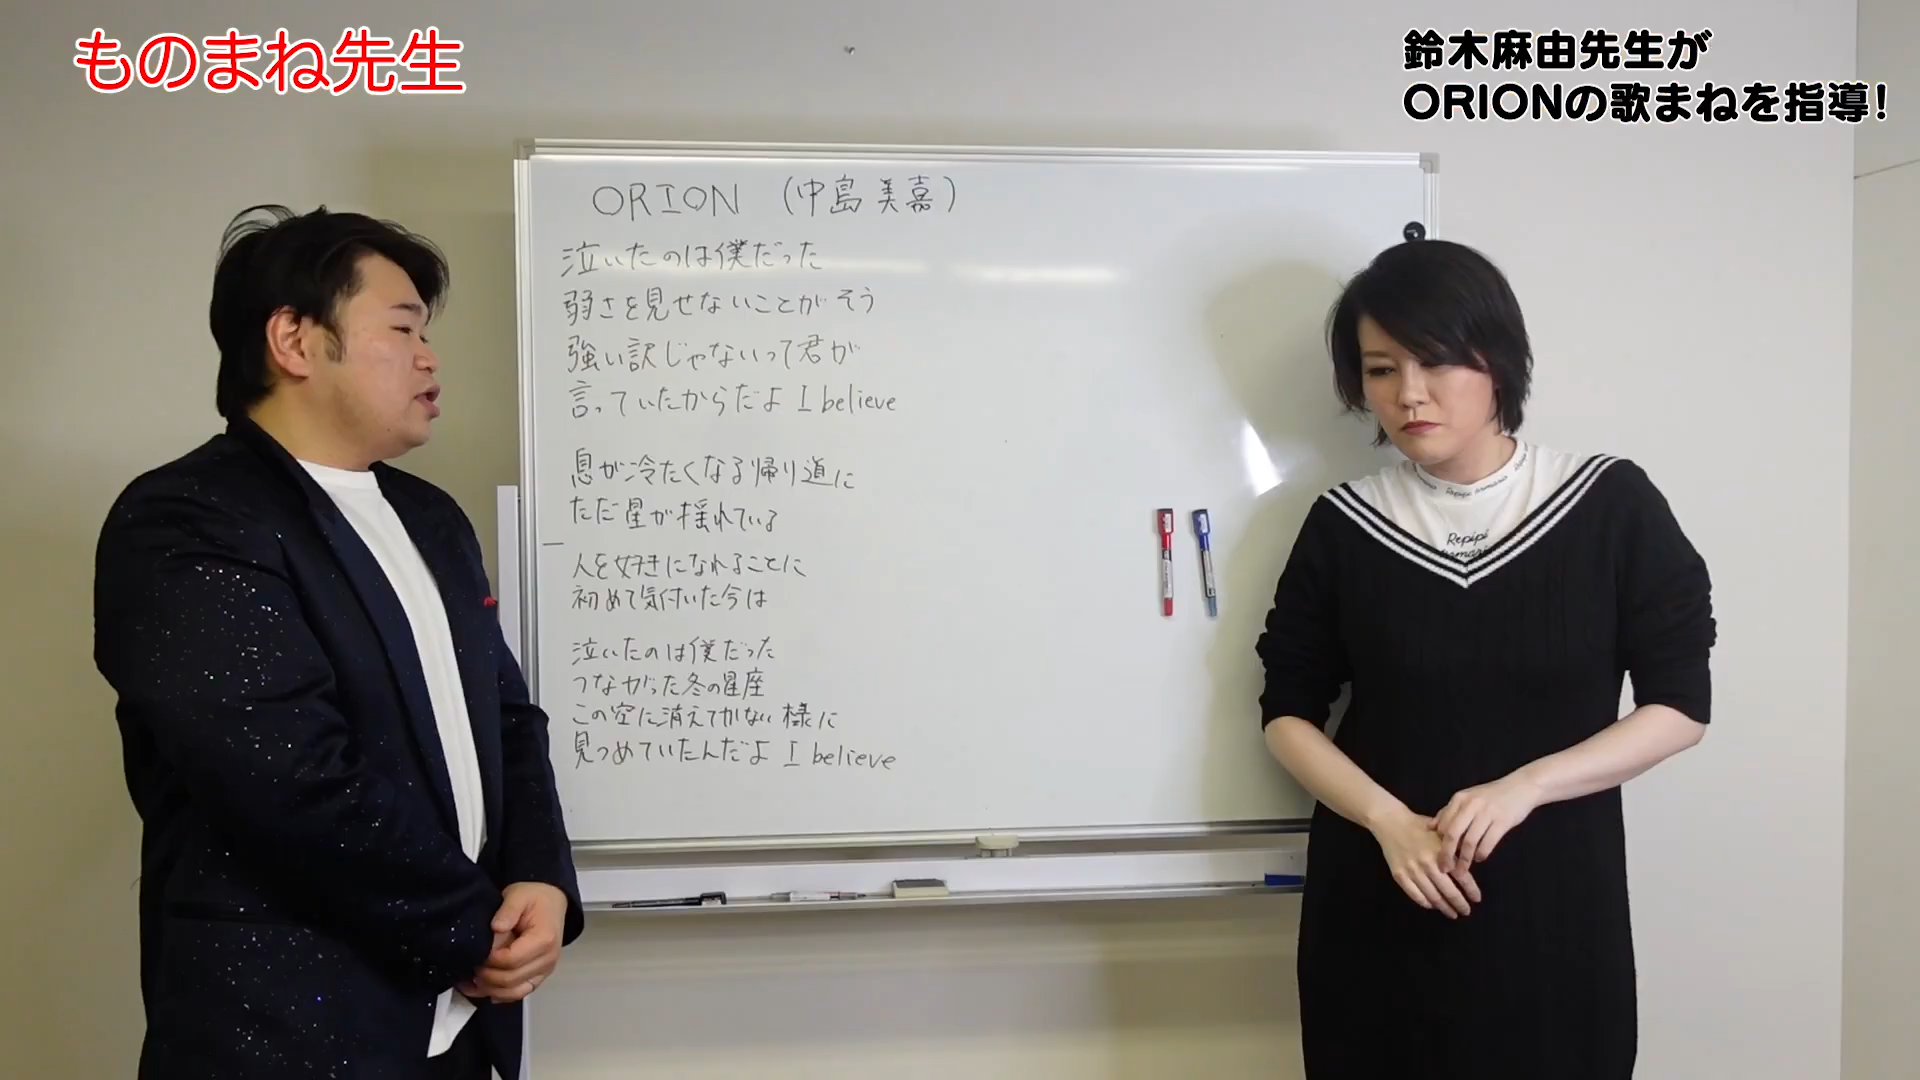 ものまね先生
鈴木麻由先生が
ORIONの歌まねを指導!
ORION (中島美嘉)
泣いたのは僕だった
弱さを見せないことがそう
強い訳じゃないって君が
言っていたからだよ I believe
息が冷たくなる帰り道に
ただ星が揺れている
人を好きになれることに
初めて気付いた今は
泣いたのは僕だった
つながった冬の星座
この空に消えてかない様に
見つめていたんだよ I believe
Repipi